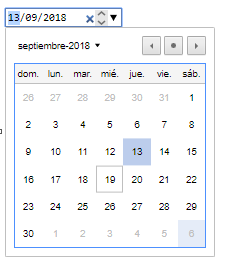 13/09/2018
septiembre-2018
dom. lun. mar. mié. jue. vie. sáb.
26 27 28 29 30 31 1
2 3 4 5 6 7 8
9 10 11 12 13 14 15
16 17 18 19 20 21 22
23 24 25 26 27 28 29
30 1 2 3 4 5 6